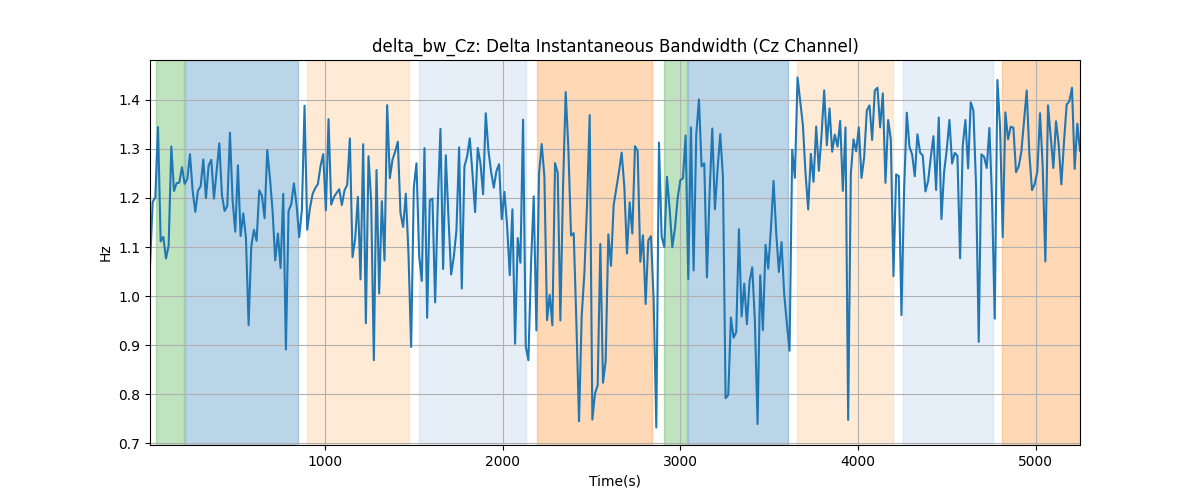 delta_bw_Cz: Delta Instantaneous Bandwidth (Cz Channel)
1.4
1.3
1.2
1.1
1.0
0.9
0.8
0.7
Hz
1000 2000 3000 4000 5000
Time(s)